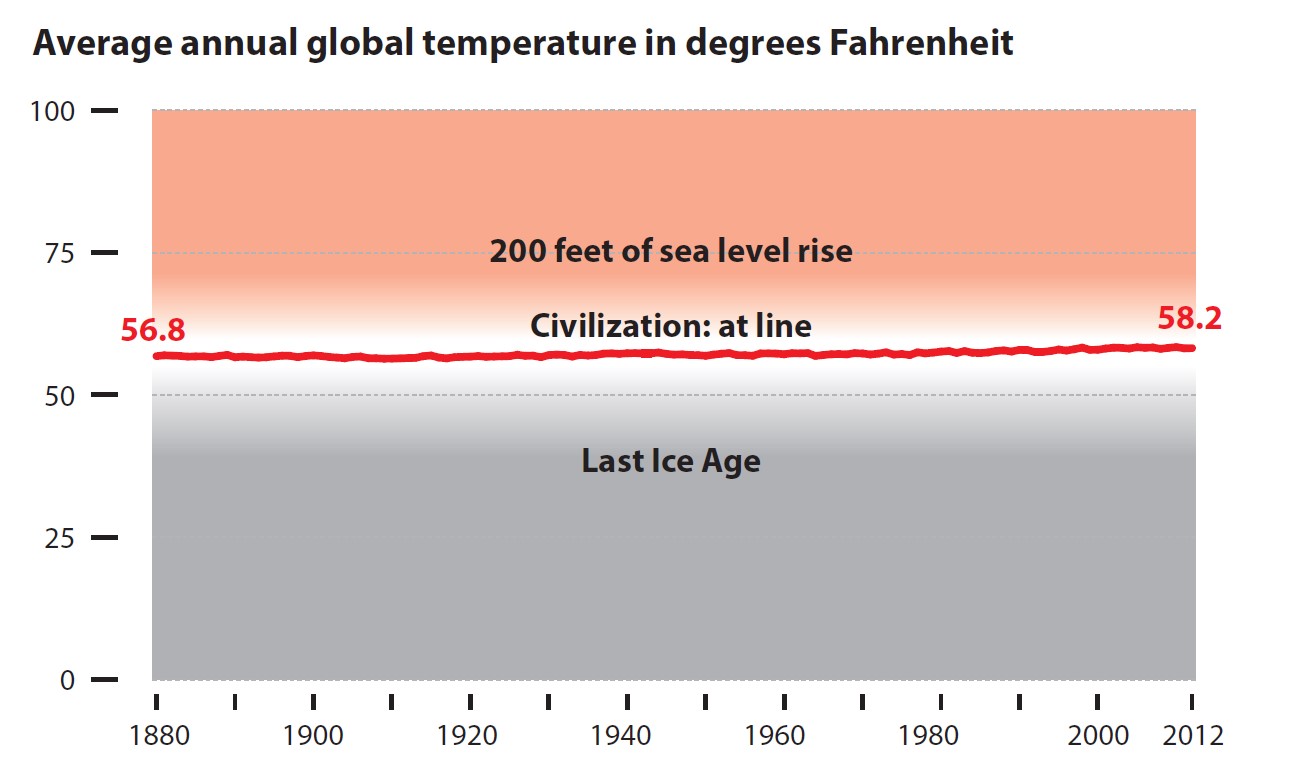 Average annual global temperature in degrees Fahrenheit
100
75
200 feet of sea level rise
56.8
Civilization: at line
58.2
50
Last Ice Age
25
0
1880 1900 1920 1940 1960 1980 2000 2012